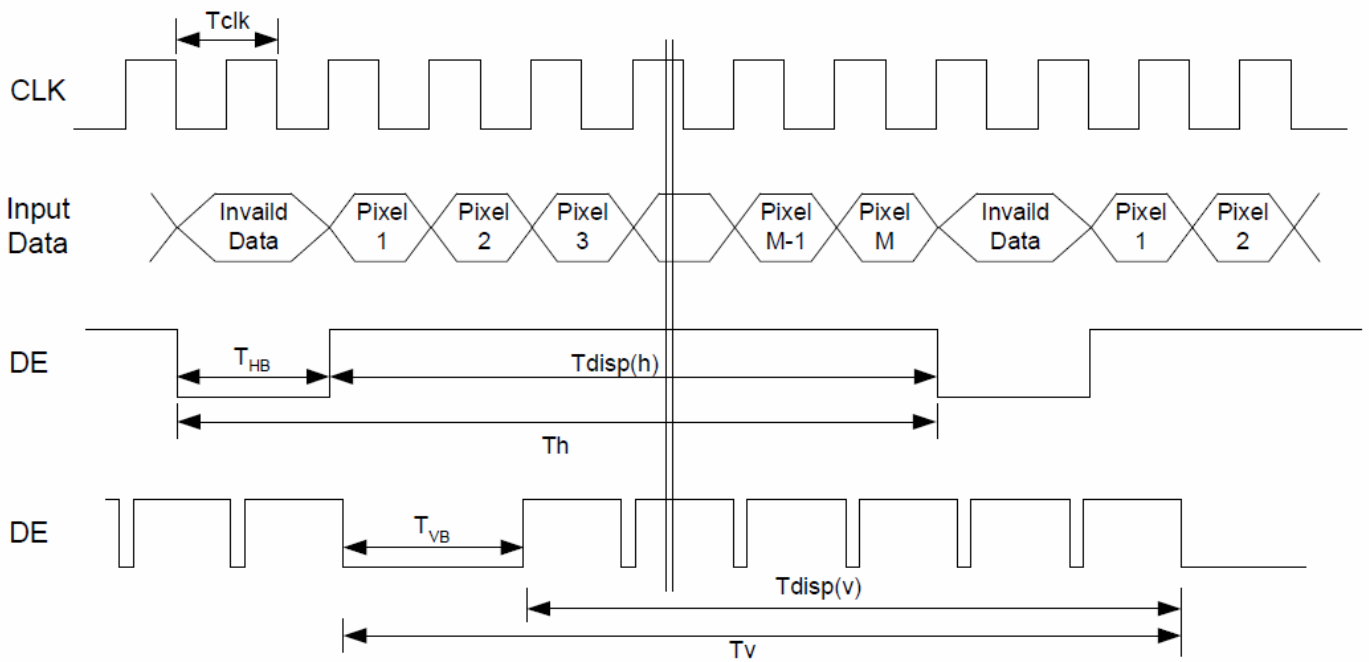 Tclk
CLK
Input
Data
Invaild
Data
Pixel
1
Pixel
2
Pixel
3
Pixel
M-1
Pixel
M
Invaild
Data
Pixel
1
Pixel
2
DE
THB
Tdisp(h)
Th
DE
TVB
Tdisp(v)
Tv